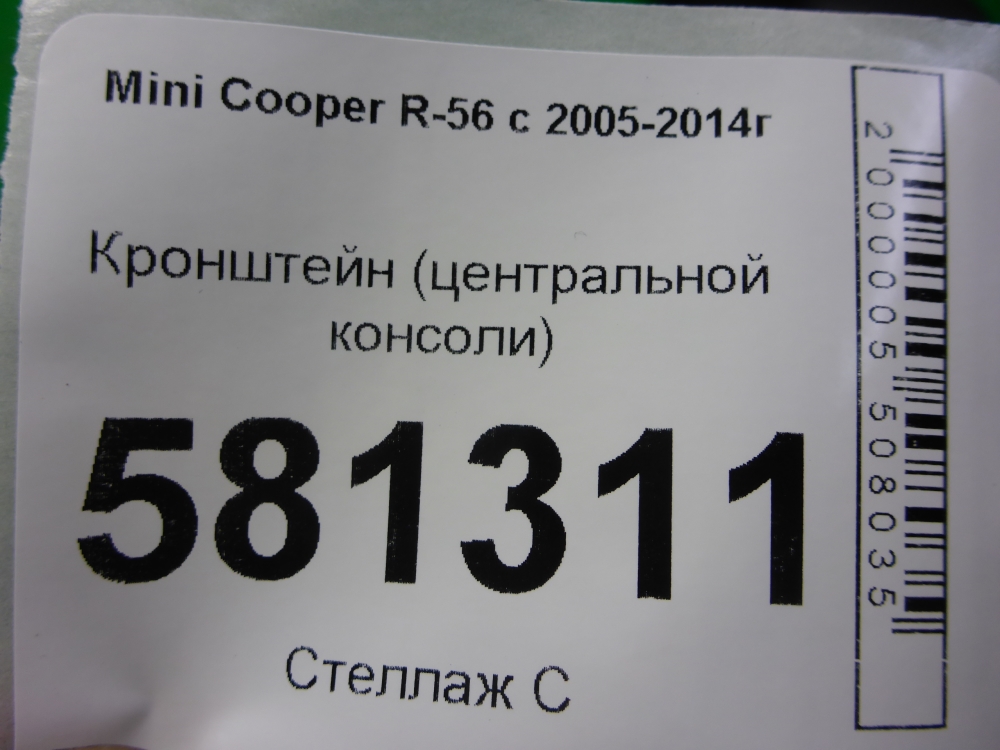 Mini Cooper R-56 с 2005-2014г
Кронштейн (центральной
консоли)
581311
Стеллаж С
2000005508035